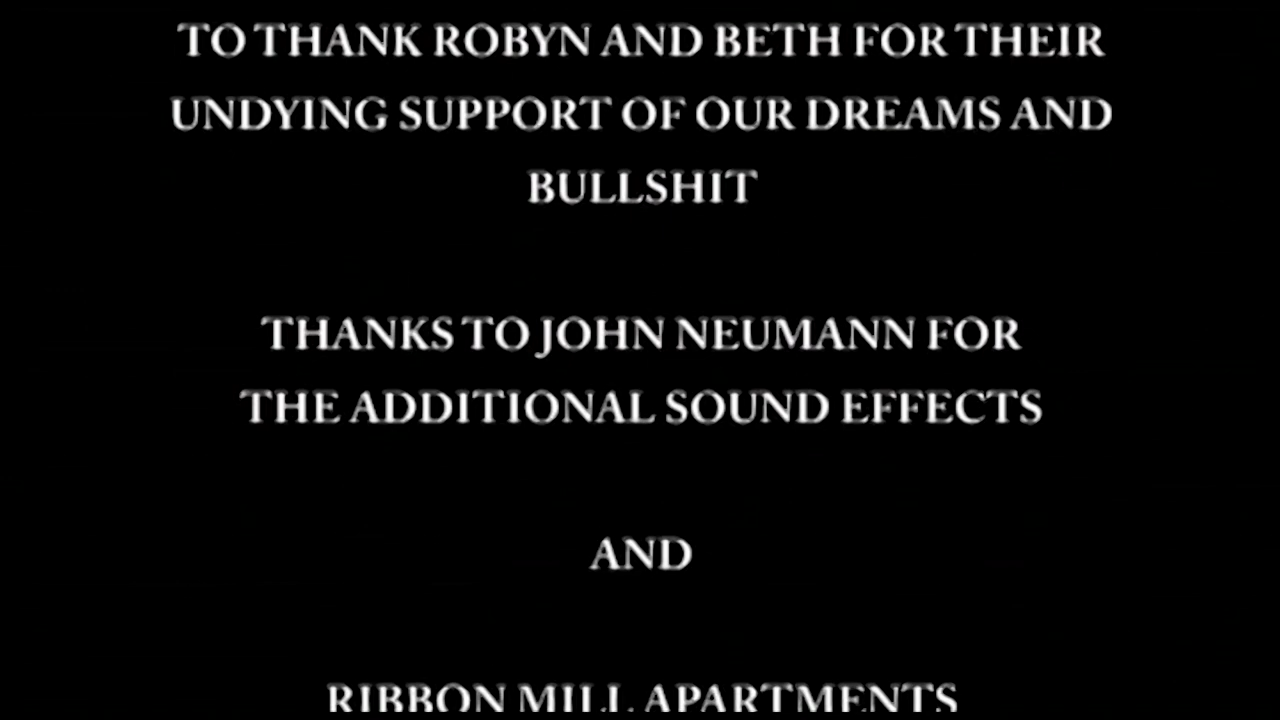 TO THANK ROBYN AND BETH FOR THEIR
UNDYING SUPPORT OF OUR DREAMS AND
BULLSHIT
THANKS TO JOHN NEUMANN FOR
THE ADDITIONAL SOUND EFFECTS
AND
RIBBON MILL APARTMENTS